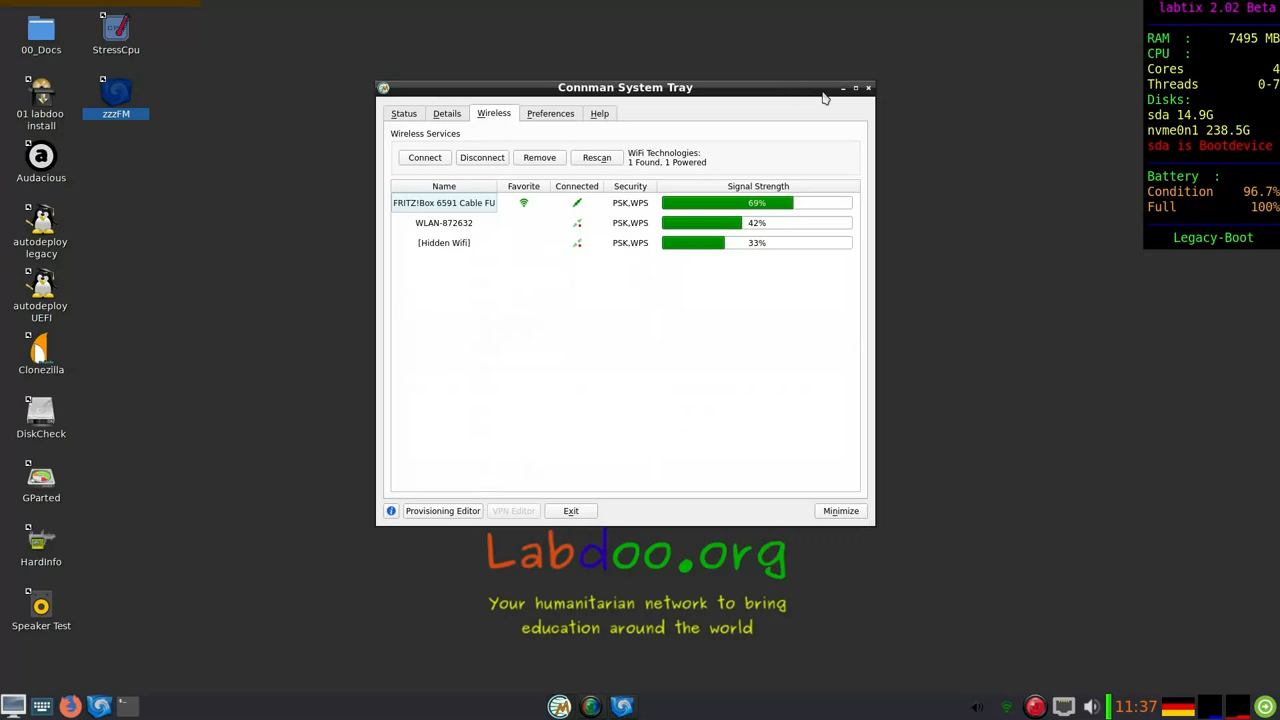 00_Docs
StressCpu
01 labdoo
install
zzzFM
Audacious
autodeploy
legacy
autodeploy
UEFI
Clonezilla
DiskCheck
GParted
HardInfo
Speaker Test
Connman System Tray
Status Details Wireless Preferences Help
Wireless Services
Connect Disconnect Remove Rescan
WiFi Technologies:
1 Found, 1 Powered
Name Favorite Connected Security Signal Strength
FRITZ!Box 6591 Cable FU PSK,WPS 69%
WLAN-872632 PSK,WPS 42%
[Hidden Wifi] PSK,WPS 33%
Provisioning Editor VPN Editor Exit Minimize
Labdoo.org
Your humanitarian network to bring
education around the world
labtix 2.02 Beta
RAM : 7495 MB
CPU :
Cores 4
Threads 0-7
Disks:
sda 14.9G
nvme0n1 238.5G
sda is Bootdevice
Battery :
Condition 96.7%
Full 100%
Legacy-Boot
11:37